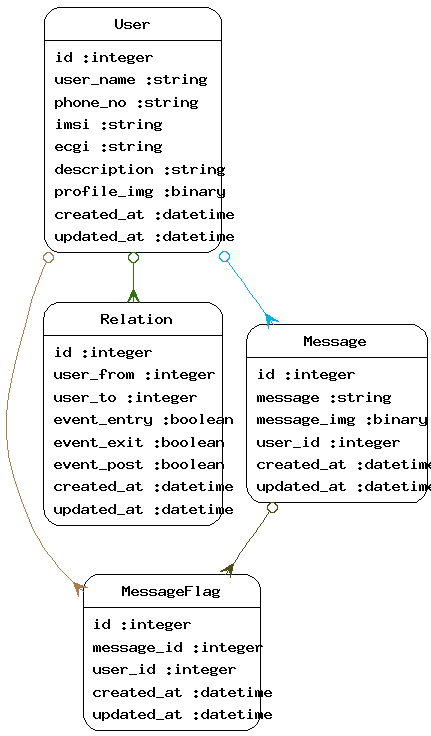 User
id :integer
user_name :string
phone_no :string
imsi :string
ecgi :string
description :string
profile_img :binary
created_at :datetime
updated_at :datetime
Relation
id :integer
user_from :integer
user_to :integer
event_entry :boolean
event_exit :boolean
event_post :boolean
created_at :datetime
updated_at :datetime
Message
id :integer
message :string
message_img :binary
user_id :integer
created_at :datetime
updated_at :datetime
MessageFlag
id :integer
message_id :integer
user_id :integer
created_at :datetime
updated_at :datetime